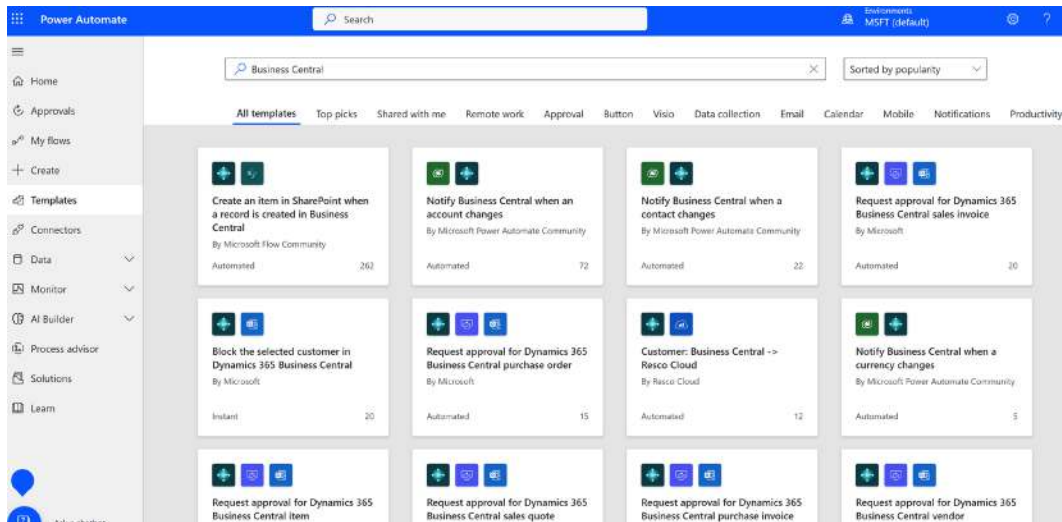 Power Automate
Search
Environments
MSFT (default)
?
Home
Approvals
My flows
Create
Templates
Connectors
Data
Monitor
AI Builder
Process advisor
Solutions
Learn
Business Central
Sorted by popularity
All templates Top picks Shared with me Remote work Approval Button Visio Data collection Email Calendar Mobile Notifications Productivity
Create an item in SharePoint when
a record is created in Business
Central
By Microsoft Flow Community
Automated 262
Notify Business Central when an
account changes
By Microsoft Power Automate Community
Automated 72
Notify Business Central when a
contact changes
By Microsoft Power Automate Community
Automated 22
Request approval for Dynamics 365
Business Central sales invoice
By Microsoft
Automated 20
Block the selected customer in
Dynamics 365 Business Central
By Microsoft
Instant 20
Request approval for Dynamics 365
Business Central purchase order
By Microsoft
Automated 15
Customer: Business Central ->
Resco Cloud
By Resco Cloud
Automated 12
Notify Business Central when a
currency changes
By Microsoft Power Automate Community
Automated 5
Request approval for Dynamics 365
Business Central item
Request approval for Dynamics 365
Business Central sales quote
Request approval for Dynamics 365
Business Central purchase invoice
Request approval for Dynamics 365
Business Central vendor